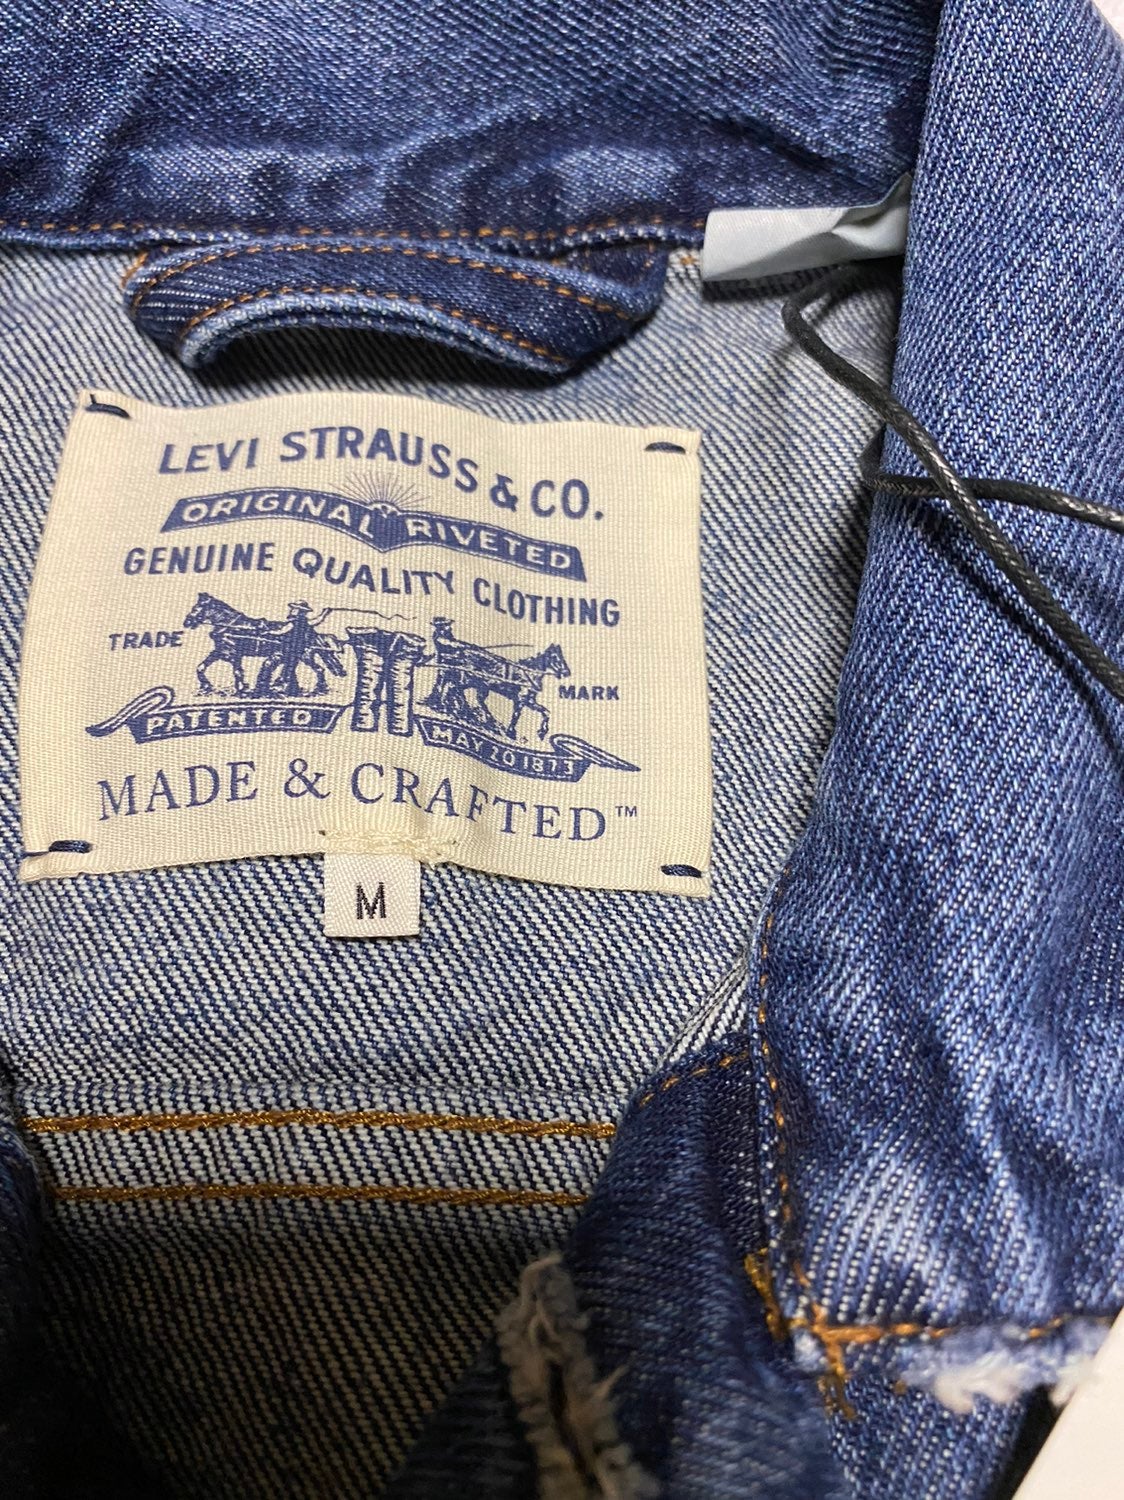 LEVI STRAUSS & CO.
ORIGINAL RIVETED
GENUINE QUALITY CLOTHING
TRADE MARK
PATENTED MAY 20 1873
MADE & CRAFTED™
M